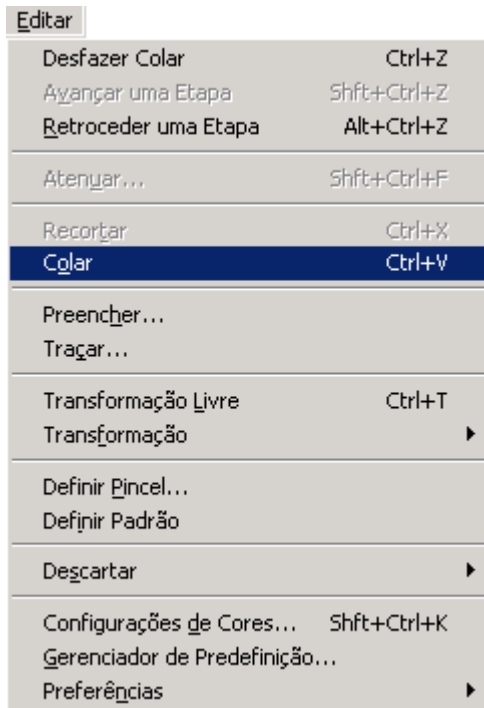 Editar
Desfazer Colar Ctrl+Z
Avançar uma Etapa Shft+Ctrl+Z
Retroceder uma Etapa Alt+Ctrl+Z
Atenuar... Shft+Ctrl+F
Recortar Ctrl+X
Colar Ctrl+V
Preencher...
Traçar...
Transformação Livre Ctrl+T
Transformação
Definir Pincel...
Definir Padrão
Descartar
Configurações de Cores... Shft+Ctrl+K
Gerenciador de Predefinição...
Preferências